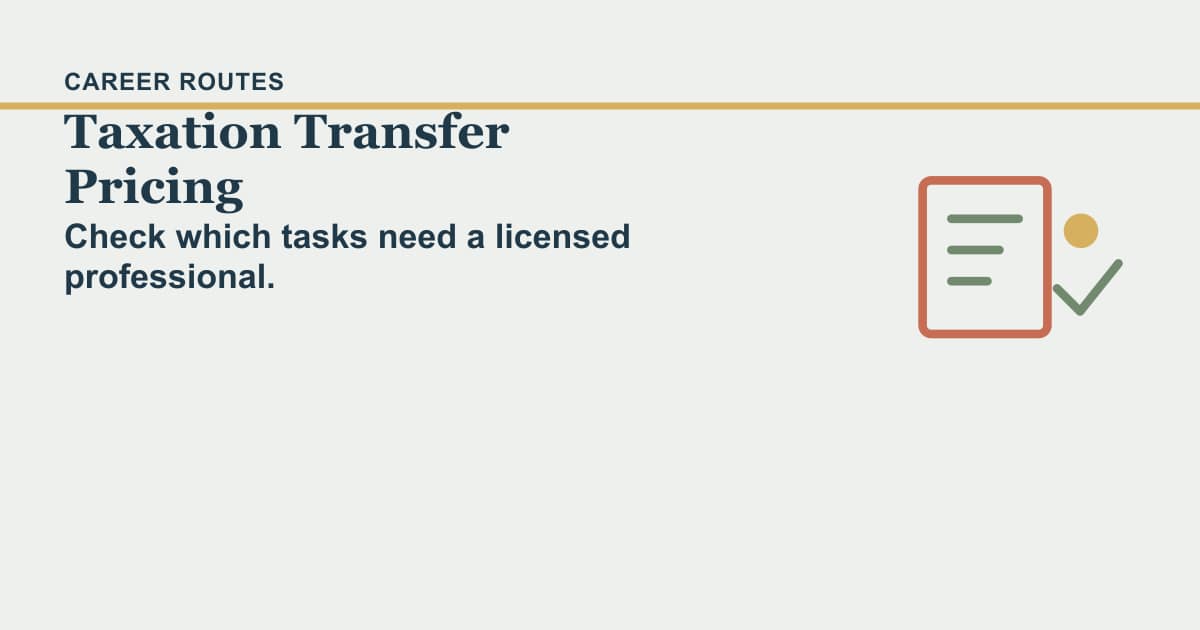 CAREER ROUTES
Taxation Transfer
Pricing
Check which tasks need a licensed
professional.